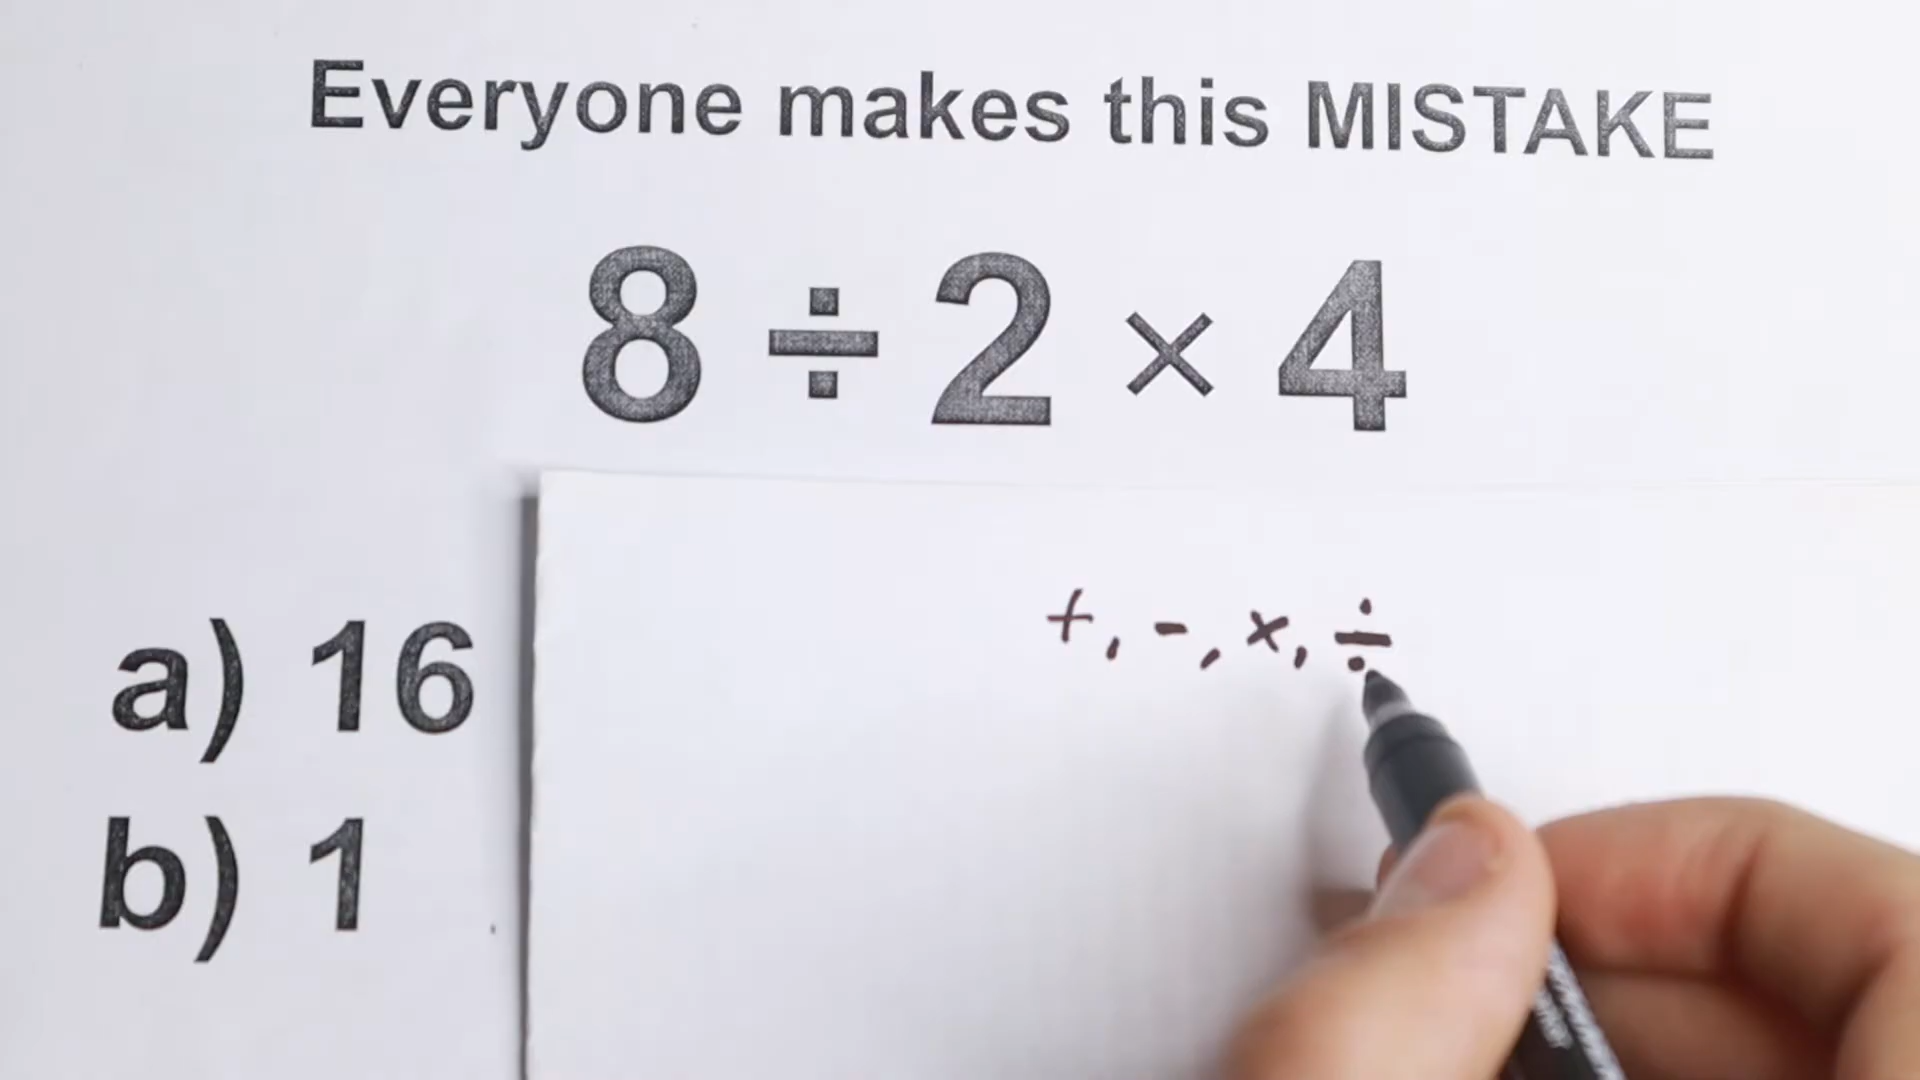 Everyone makes this MISTAKE
8 ÷ 2 × 4
+, -, ×, ÷
a) 16
b) 1